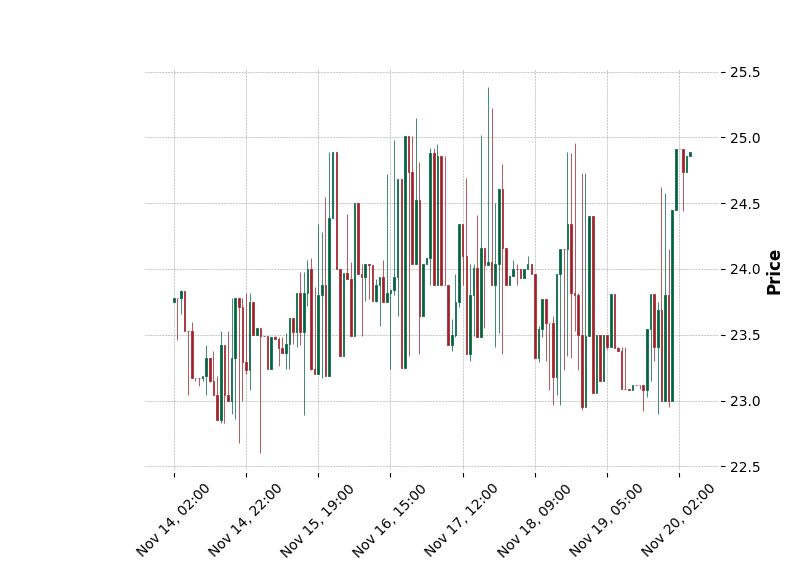 25.5
25.0
24.5
24.0
23.5
23.0
22.5
Price
Nov 14, 02:00
Nov 14, 22:00
Nov 15, 19:00
Nov 16, 15:00
Nov 17, 12:00
Nov 18, 09:00
Nov 19, 05:00
Nov 20, 02:00